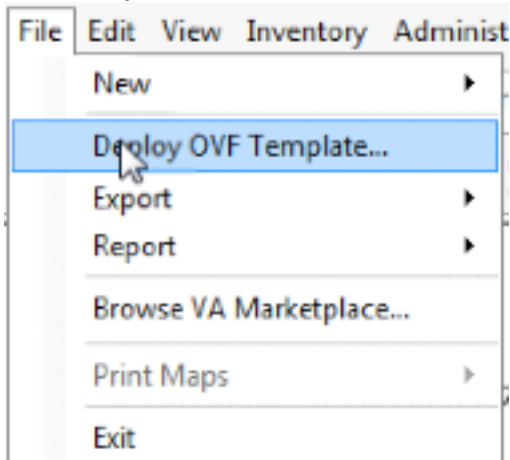 File Edit View Inventory Administ
New
Deploy OVF Template...
Export
Report
Browse VA Marketplace...
Print Maps
Exit